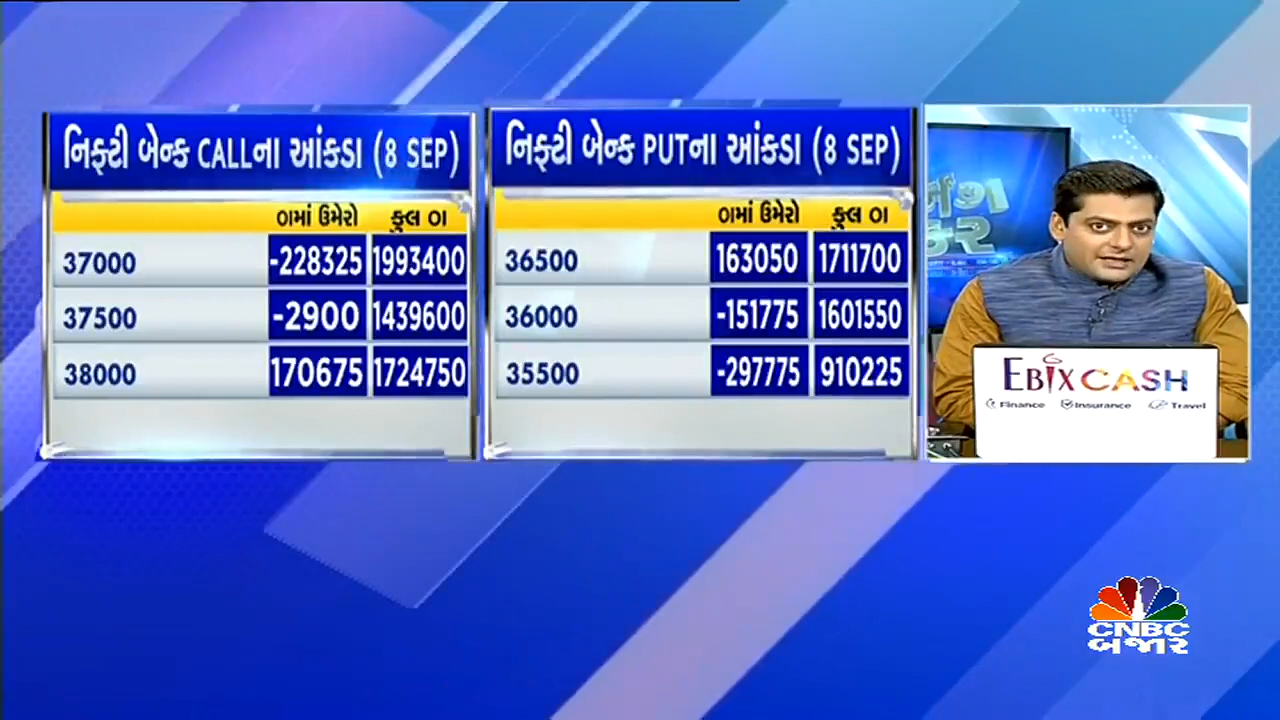 નિફ્ટી બેન્ક CALLના આંકડા (8 SEP)
OIમાં ઉમેરો કુલ OI
37000 -228325 1993400
37500 -2900 1439600
38000 170675 1724750
નિફ્ટી બેન્ક PUTના આંકડા (8 SEP)
OIમાં ઉમેરો કુલ OI
36500 163050 1711700
36000 -151775 1601550
35500 -297775 910225
EbixCASH
Finance Insurance Travel
CNBC
બજાર